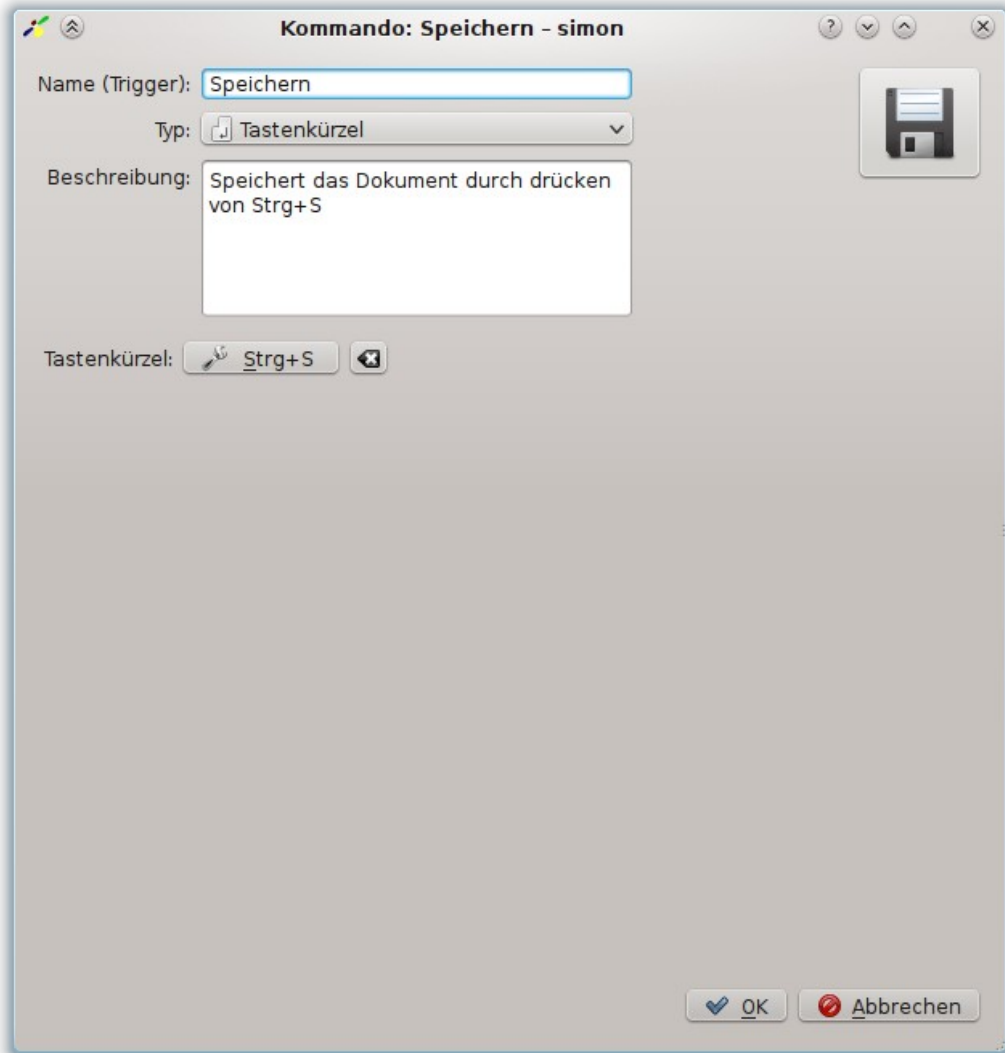 Kommando: Speichern – simon
Name (Trigger): Speichern
Typ: Tastenkürzel
Beschreibung: Speichert das Dokument durch drücken
von Strg+S
Tastenkürzel: Strg+S
OK Abbrechen